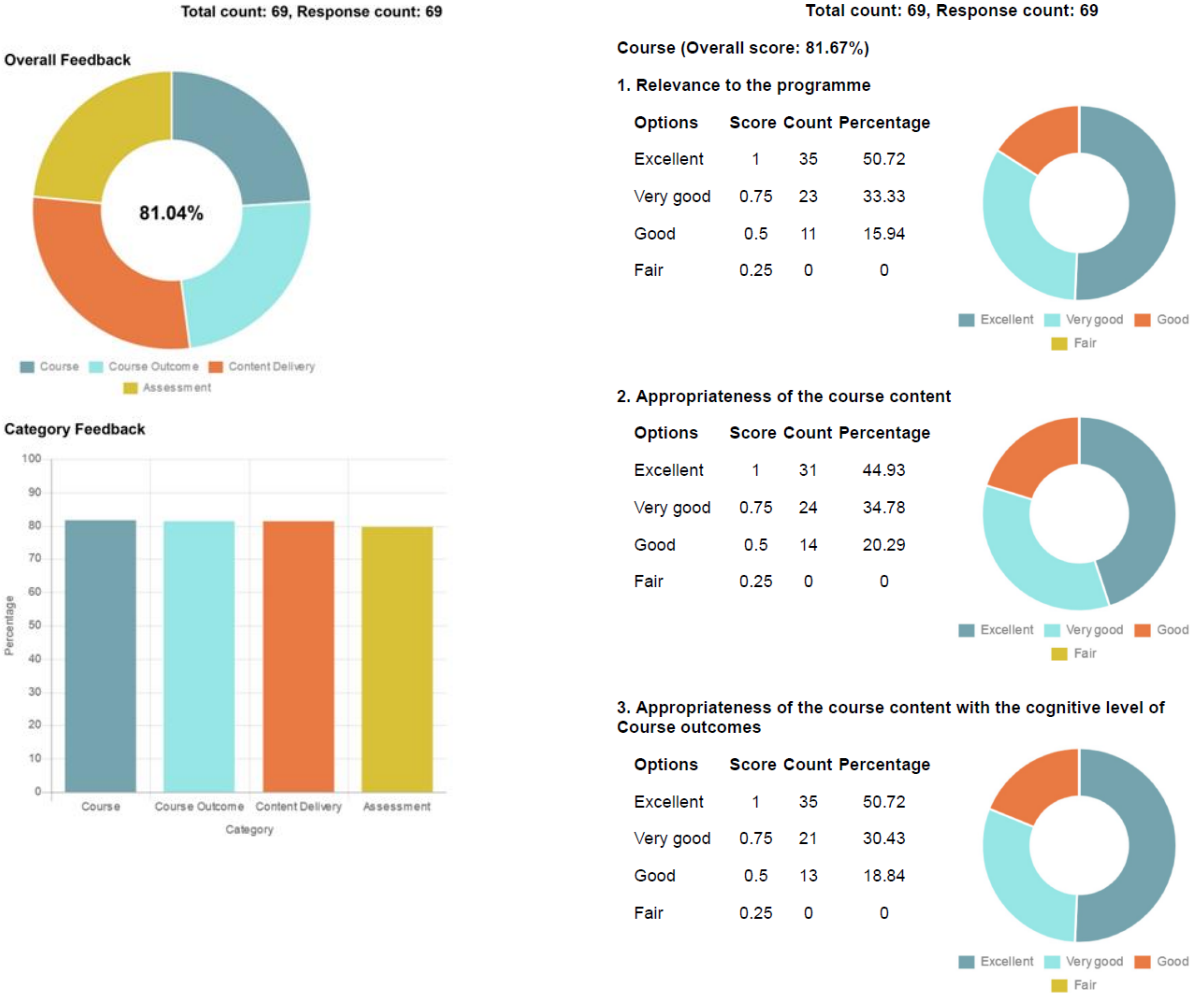 Total count: 69, Response count: 69
Overall Feedback
81.04%
Course Course Outcome Content Delivery
Assessment
Category Feedback
100
90
80
70
60
50
40
30
20
10
0
Percentage
Course Course Outcome Content Delivery Assessment
Category
Total count: 69, Response count: 69
Course (Overall score: 81.67%)
1. Relevance to the programme
Options Score Count Percentage
Excellent 1 35 50.72
Very good 0.75 23 33.33
Good 0.5 11 15.94
Fair 0.25 0 0
Excellent Very good Good
Fair
2. Appropriateness of the course content
Options Score Count Percentage
Excellent 1 31 44.93
Very good 0.75 24 34.78
Good 0.5 14 20.29
Fair 0.25 0 0
Excellent Very good Good
Fair
3. Appropriateness of the course content with the cognitive level of
Course outcomes
Options Score Count Percentage
Excellent 1 35 50.72
Very good 0.75 21 30.43
Good 0.5 13 18.84
Fair 0.25 0 0
Excellent Very good Good
Fair